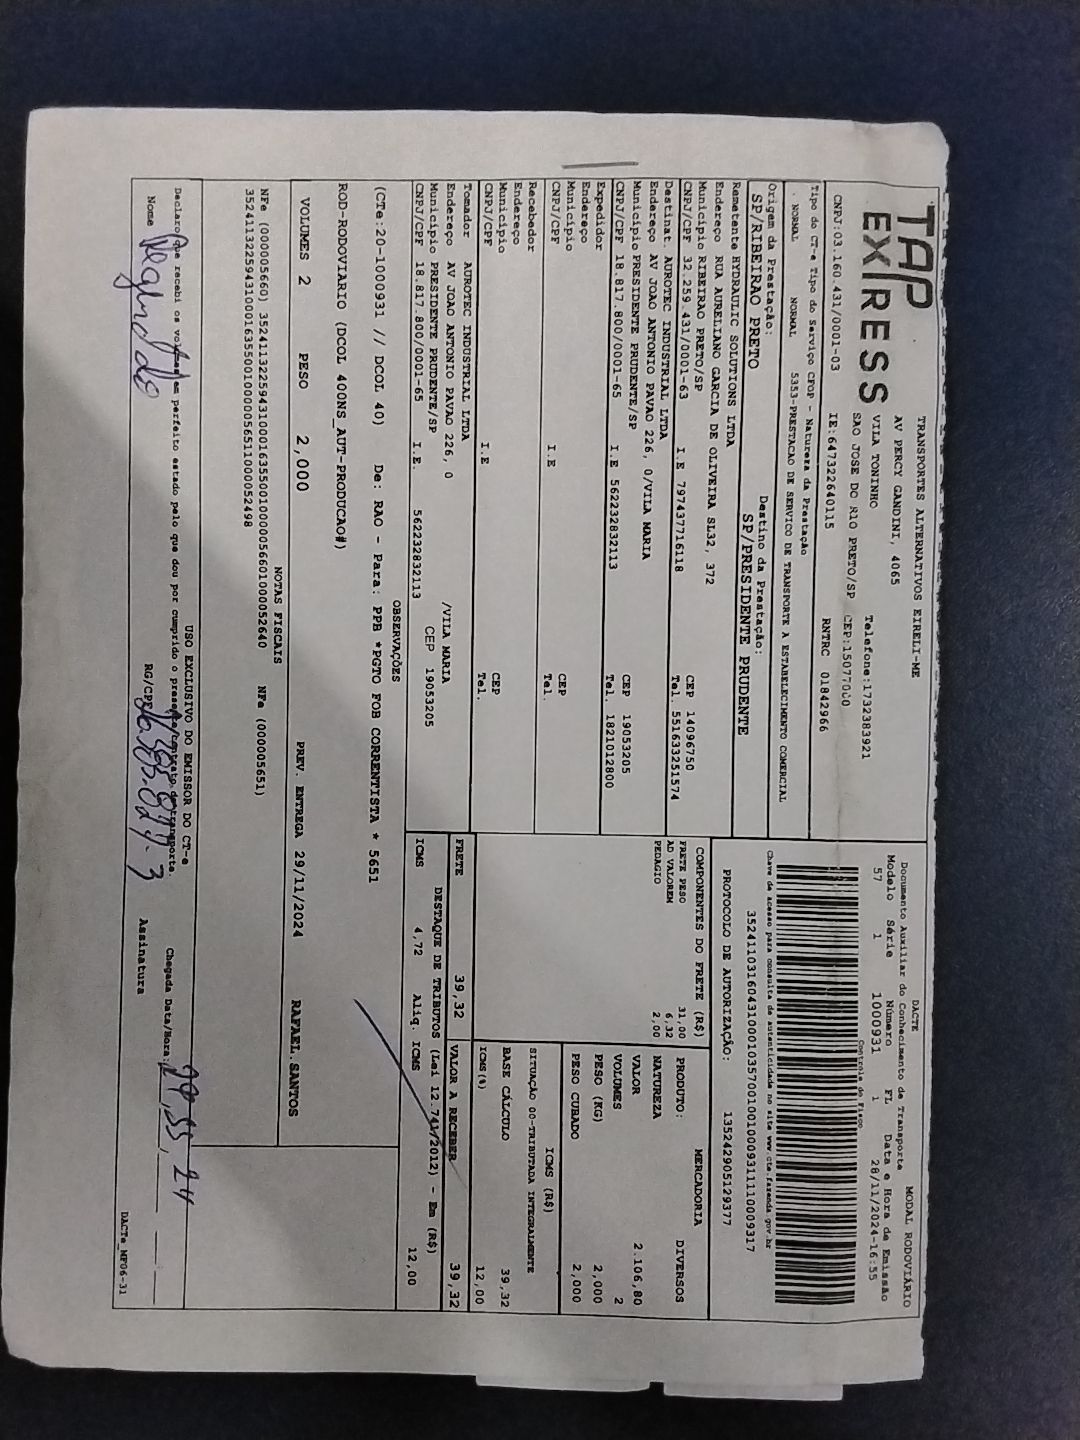 TAP
EXPRESS
TRANSPORTES ALTERNATIVOS EIRELI-ME
AV PERCY GANDINI, 4065
VILA TONINHO Telefone:1732383921
SAO JOSE DO RIO PRETO/SP CEP:15077000
CNPJ:03.160.431/0001-03 IE:647322640115 RNTRC 01842966
DACTE MODAL RODOVIÁRIO
Documento Auxiliar do Conhecimento de Transporte
Modelo Série Número FL Data e Hora de Emissão
57 1 1000931 1 28/11/2024-16:55
Controle do Fisco
Tipo do CT-e Tipo do Serviço CFOP - Natureza da Prestação
NORMAL NORMAL 5353-PRESTACAO DE SERVICO DE TRANSPORTE A ESTABELECIMENTO COMERCIAL
Origem da Prestação: Destino da Prestação:
SP/RIBEIRAO PRETO SP/PRESIDENTE PRUDENTE
Chave de acesso para consulta de autenticidade no site www.cte.fazenda.gov.br
PROTOCOLO DE AUTORIZAÇÃO: 135242905129377
Remetente HYDRAULIC SOLUTIONS LTDA
Endereço RUA AURELIANO GARCIA DE OLIVEIRA SL32, 372
Município RIBEIRAO PRETO/SP CEP 14096750
CNPJ/CPF 32.259.431/0001-63 I.E 797437716118 Tel. 551633251574
Destinat. AUROTEC INDUSTRIAL LTDA
Endereço AV JOAO ANTONIO PAVAO 226, 0/VILA MARIA
Município PRESIDENTE PRUDENTE/SP CEP 19053205
CNPJ/CPF 18.817.800/0001-65 I.E 562232832113 Tel. 1821012800
Expedidor
Endereço
Município CEP
CNPJ/CPF I.E Tel.
Recebedor
Endereço
Município CEP
CNPJ/CPF I.E Tel.
Tomador AUROTEC INDUSTRIAL LTDA
Endereço AV JOAO ANTONIO PAVAO 226, 0 /VILA MARIA
Município PRESIDENTE PRUDENTE/SP CEP 19053205
CNPJ/CPF 18.817.800/0001-65 I.E. 562232832113
COMPONENTES DO FRETE (R$)
FRETE PESO 31,00
AD VALOREM 6,32
PEDAGIO 2,00
MERCADORIA
PRODUTO: DIVERSOS
NATUREZA
VALOR 2.106,80
VOLUMES 2
PESO (KG) 2,000
PESO CUBADO 2,000
ICMS (R$)
SITUAÇÃO 00-TRIBUTADA INTEGRALMENTE
BASE CÁLCULO 39,32
ICMS(%) 12,00
FRETE 39,32 VALOR A RECEBER 39,32
DESTAQUE DE TRIBUTOS (Lei 12.741/2012) - Em (R$)
ICMS 4,72 Aliq. ICMS 12,00
OBSERVAÇÕES
(CTe:20-1000931 // DCOL 40) De: RAO - Para: PPB *PGTO FOB CORRENTISTA * 5651
ROD-RODOVIARIO (DCOL 400NS_AUT-PRODUCAO#)
VOLUMES 2 PESO 2,000 PREV. ENTREGA 29/11/2024 RAFAEL.SANTOS
NOTAS FISCAIS
NFe (000005660) 35241132259431000163550010000056601000052640 NFe (000005651)
35241132259431000163550010000056511000052498
USO EXCLUSIVO DO EMISSOR DO CT-e
Declaro que recebi os volumes em perfeito estado pelo que dou por cumprido o presente contrato de transporte. Chegada Data/Hora:
Nome RG/CPF Assinatura
DACTe_MP06-31